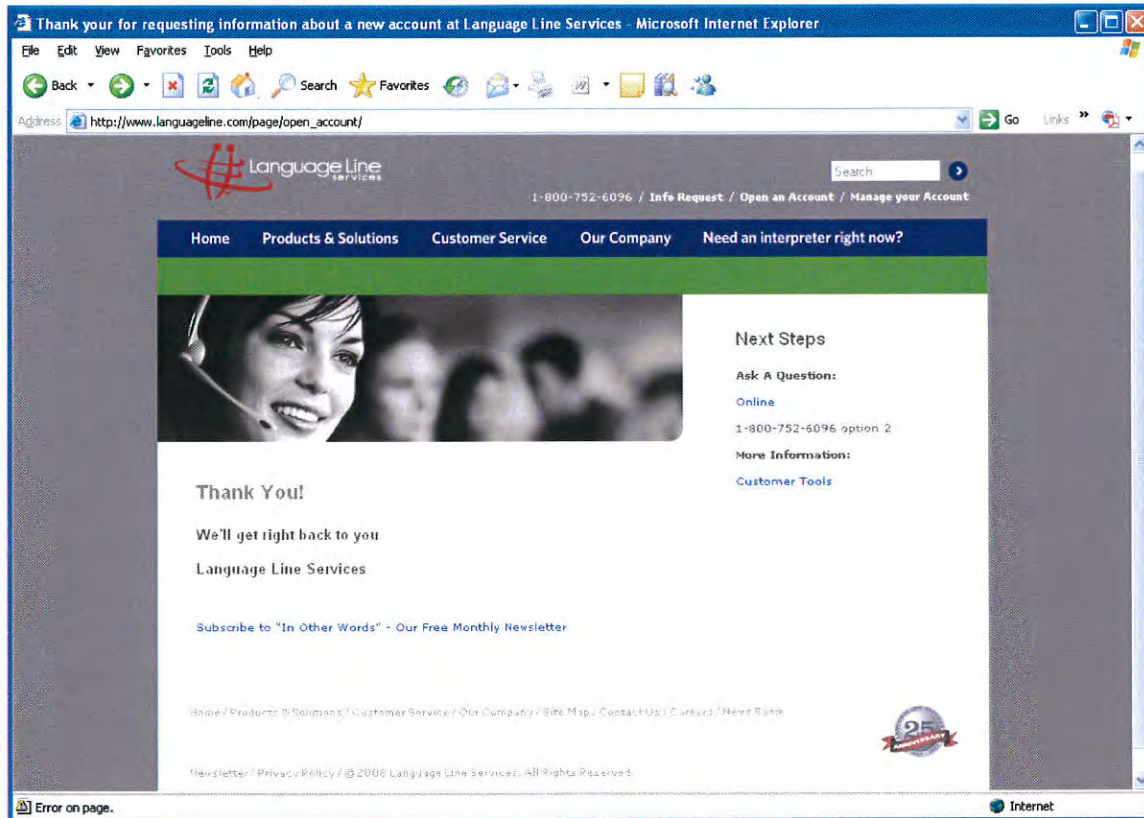 Thank your for requesting information about a new account at Language Line Services - Microsoft Internet Explorer
File Edit View Favorites Tools Help
Back Search Favorites
Address http://www.languageline.com/page/open_account/ Go Links »
Language Line
services
Search
1-800-752-6096 / Info Request / Open an Account / Manage your Account
Home Products & Solutions Customer Service Our Company Need an interpreter right now?
Next Steps
Ask A Question:
Online
1-800-752-6096 option 2
More Information:
Customer Tools
Thank You!
We'll get right back to you
Language Line Services
Subscribe to "In Other Words" - Our Free Monthly Newsletter
Home / Products & Solutions / Customer Service / Our Company / Site Map / Contact Us / Careers / News Room
25
ANNIVERSARY
Newsletter / Privacy Policy / © 2008 Language Line Services. All Rights Reserved.
Error on page. Internet